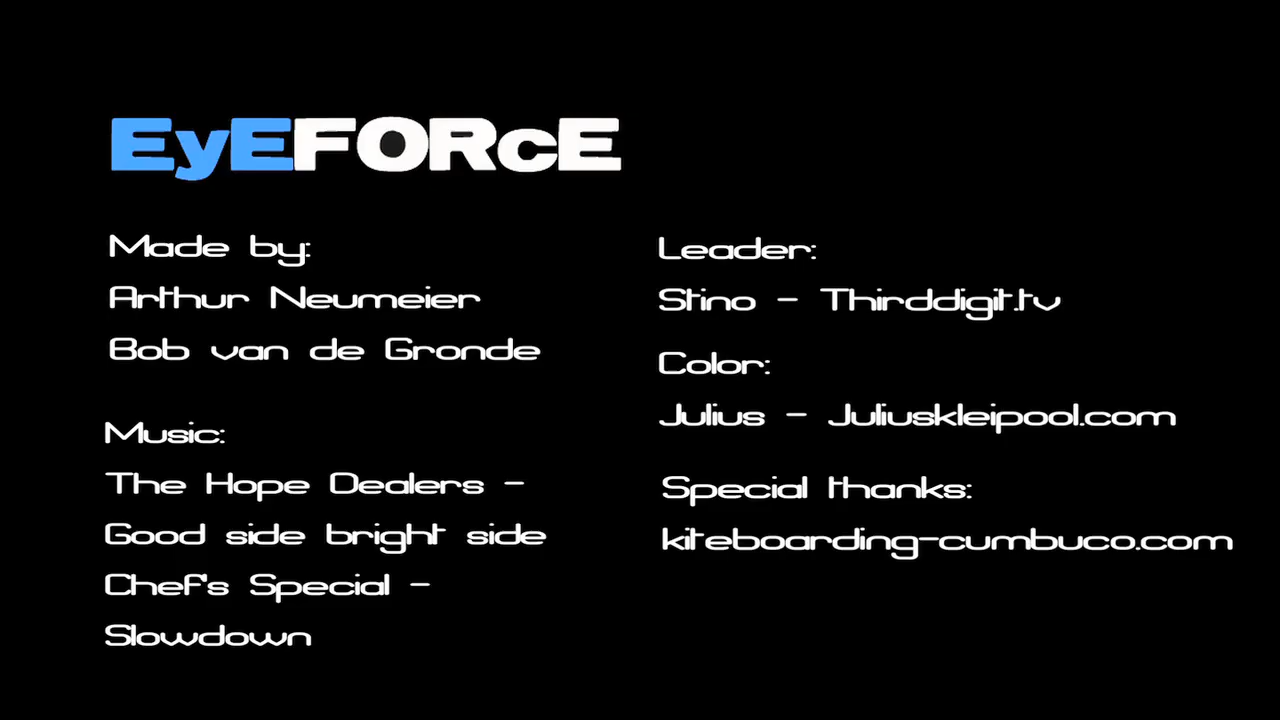 EyEFORcE
Made by:
Arthur Neumeier
Bob van de Gronde
Music:
The Hope Dealers -
Good side bright side
Chef's Special -
Slowdown
Leader:
Stino - Thirddigit.tv
Color:
Julius - Juliuskleipool.com
Special thanks:
kiteboarding-cumbuco.com